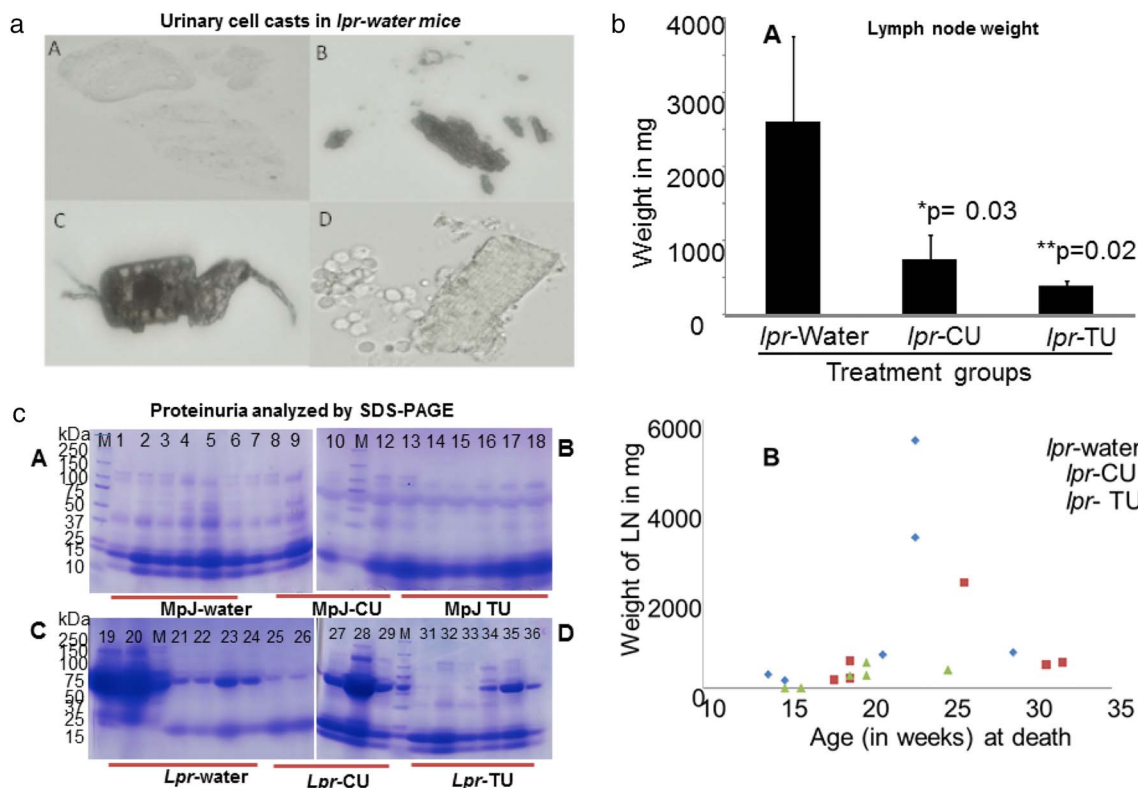 a
Urinary cell casts in lpr-water mice
A
B
C
D
b
A
Lymph node weight
Weight in mg
4000
3000
2000
1000
0
*p= 0.03
**p=0.02
lpr-Water lpr-CU lpr-TU
Treatment groups
c
Proteinuria analyzed by SDS-PAGE
A
kDa
250
150
100
75
50
37
25
15
10
M 1 2 3 4 5 6 7 8 9
10 M 12 13 14 15 16 17 18
B
MpJ-water MpJ-CU MpJ TU
C
kDa
250
150
100
75
50
37
25
15
19 20 M 21 22 23 24 25 26
27 28 29 M 31 32 33 34 35 36
D
Lpr-water Lpr-CU Lpr-TU
B
Weight of LN in mg
6000
4000
2000
0
lpr-water
lpr-CU
lpr- TU
10 15 20 25 30 35
Age (in weeks) at death